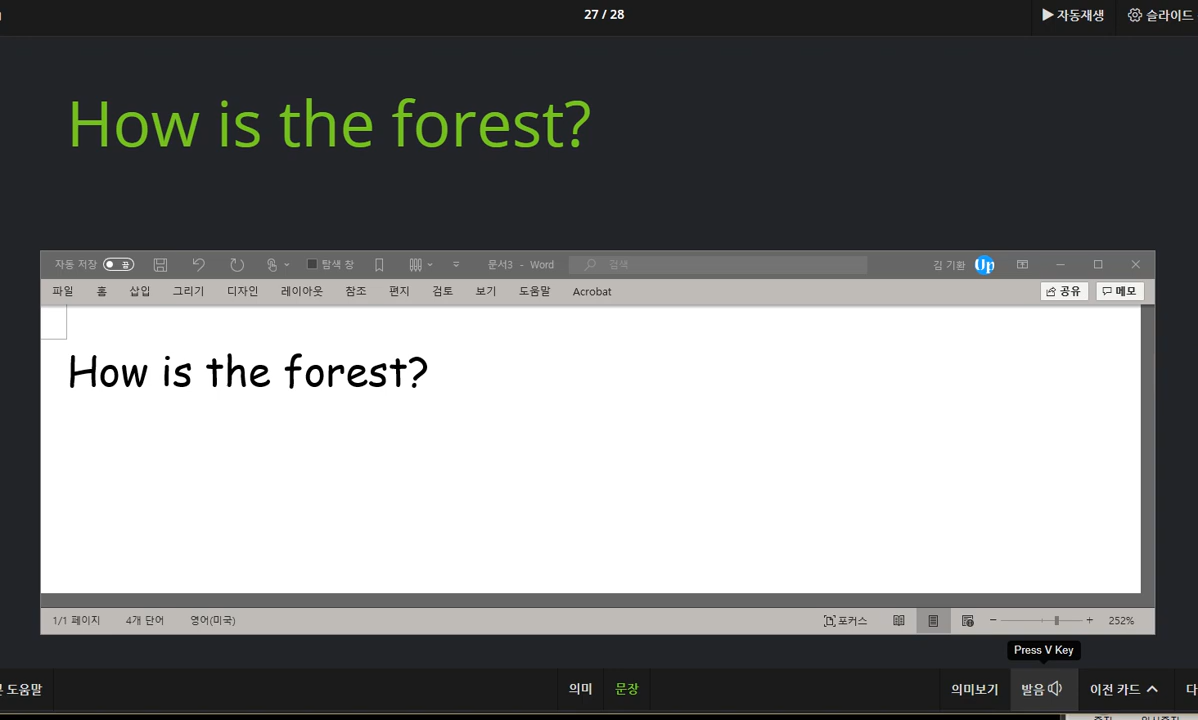 27 / 28
▶ 자동재생
슬라이드
How is the forest?
자동 저장 끔
탐색 창
문서3 - Word
검색
김 기환
Up
파일 홈 삽입 그리기 디자인 레이아웃 참조 편지 검토 보기 도움말 Acrobat
공유
메모
How is the forest?
1/1 페이지 4개 단어 영어(미국)
포커스
252%
Press V Key
도움말
의미
문장
의미보기
발음
이전 카드